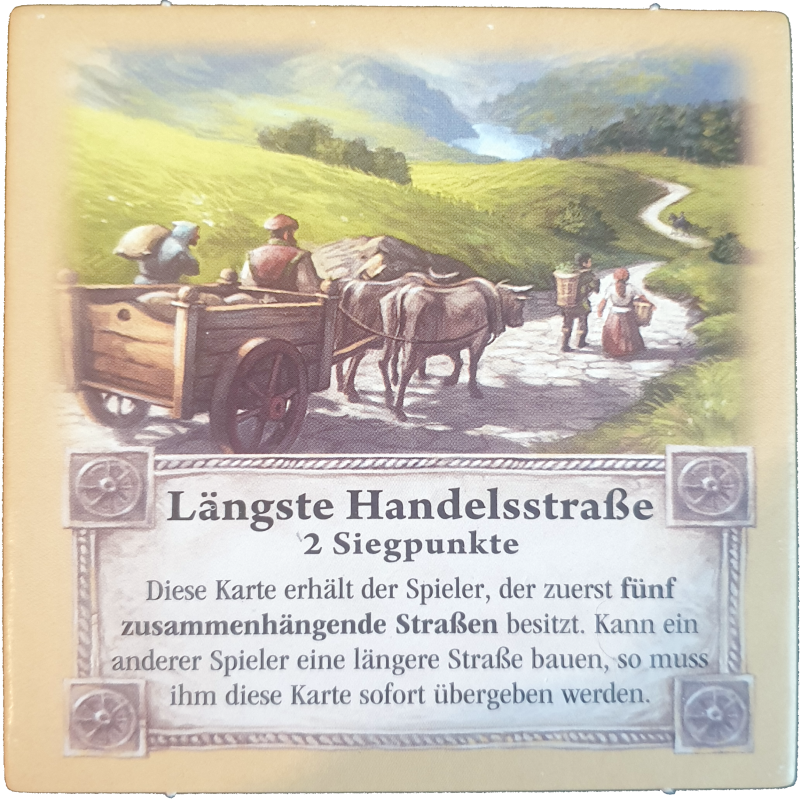 Längste Handelsstraße
2 Siegpunkte
Diese Karte erhält der Spieler, der zuerst fünf
zusammenhängende Straßen besitzt. Kann ein
anderer Spieler eine längere Straße bauen, so muss
ihm diese Karte sofort übergeben werden.